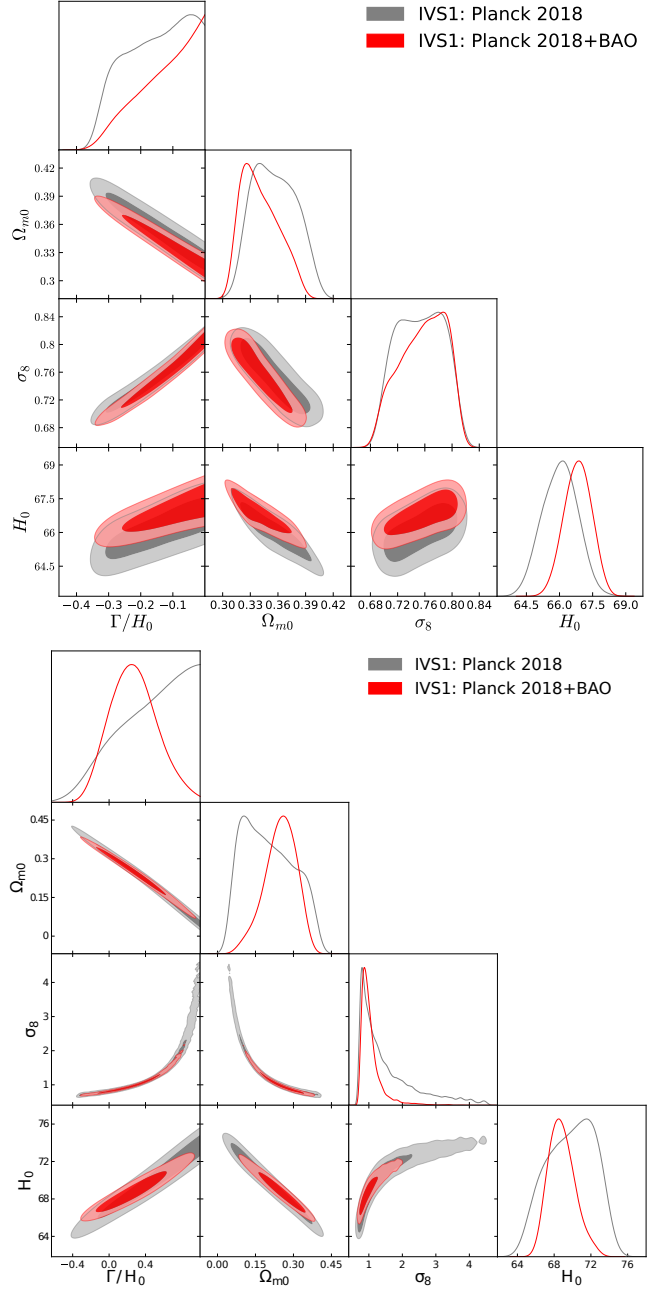 IVS1: Planck 2018
IVS1: Planck 2018+BAO
0.42
0.39
0.36
0.33
0.3
Ω_{m0}
0.84
0.80
0.76
0.72
0.68
σ_8
69
67.5
66
64.5
H_0
−0.4 −0.3 −0.2 −0.1 0.30 0.33 0.36 0.39 0.42 0.68 0.72 0.76 0.80 0.84 64.5 66.0 67.5 69.0
Γ/H_0 Ω_{m0} σ_8 H_0
IVS1: Planck 2018
IVS1: Planck 2018+BAO
0.45
0.3
0.15
0
Ω_{m0}
4
3
2
1
σ_8
76
72
68
64
H_0
−0.4 0.0 0.4 0.00 0.15 0.30 0.45 1 2 3 4 64 68 72 76
Γ/H_0 Ω_{m0} σ_8 H_0